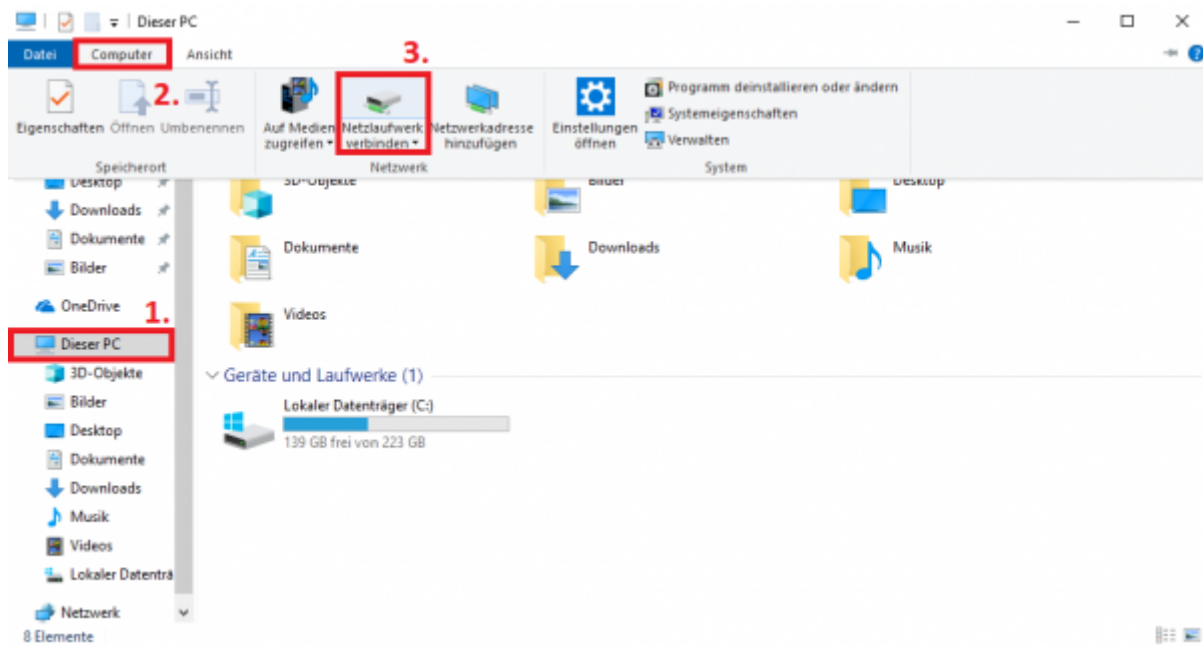 Dieser PC
Datei Computer Ansicht
3.
2.
Eigenschaften Öffnen Umbenennen
Auf Medien zugreifen
Netzlaufwerk verbinden
Netzwerkadresse hinzufügen
Einstellungen öffnen
Programm deinstallieren oder ändern
Systemeigenschaften
Verwalten
Speicherort
Netzwerk
System
Desktop
Downloads
Dokumente
Bilder
OneDrive
1.
Dieser PC
3D-Objekte
Bilder
Desktop
Dokumente
Downloads
Musik
Videos
Lokaler Datenträ
Netzwerk
8 Elemente
3D-Objekte
Bilder
Desktop
Dokumente
Downloads
Musik
Videos
Geräte und Laufwerke (1)
Lokaler Datenträger (C:)
139 GB frei von 223 GB